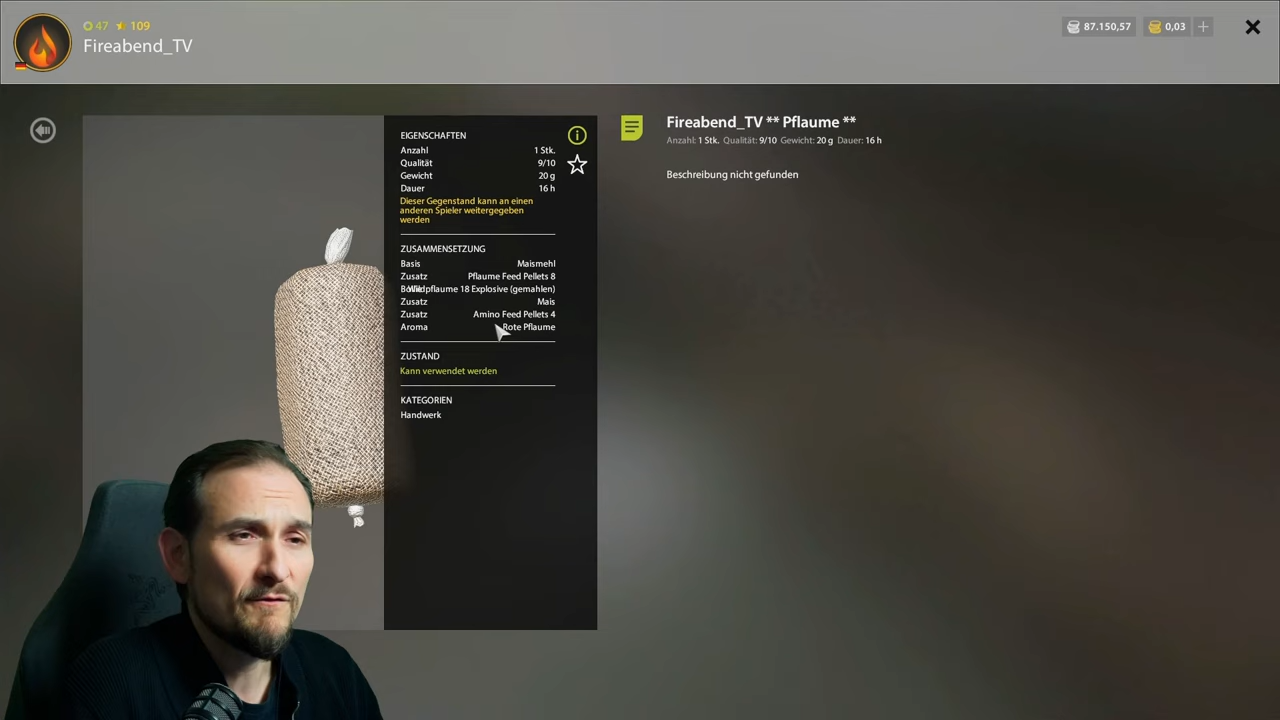 47 109
Fireabend_TV
87.150,57
0,03
Fireabend_TV ** Pflaume **
Anzahl: 1 Stk. Qualität: 9/10 Gewicht: 20 g Dauer: 16 h
Beschreibung nicht gefunden
EIGENSCHAFTEN
Anzahl 1 Stk.
Qualität 9/10
Gewicht 20 g
Dauer 16 h
Dieser Gegenstand kann an einen
anderen Spieler weitergegeben
werden
ZUSAMMENSETZUNG
Basis Maismehl
Zusatz Pflaume Feed Pellets 8
Wildpflaume 18 Explosive (gemahlen)
Zusatz Mais
Zusatz Amino Feed Pellets 4
Aroma Rote Pflaume
ZUSTAND
Kann verwendet werden
KATEGORIEN
Handwerk